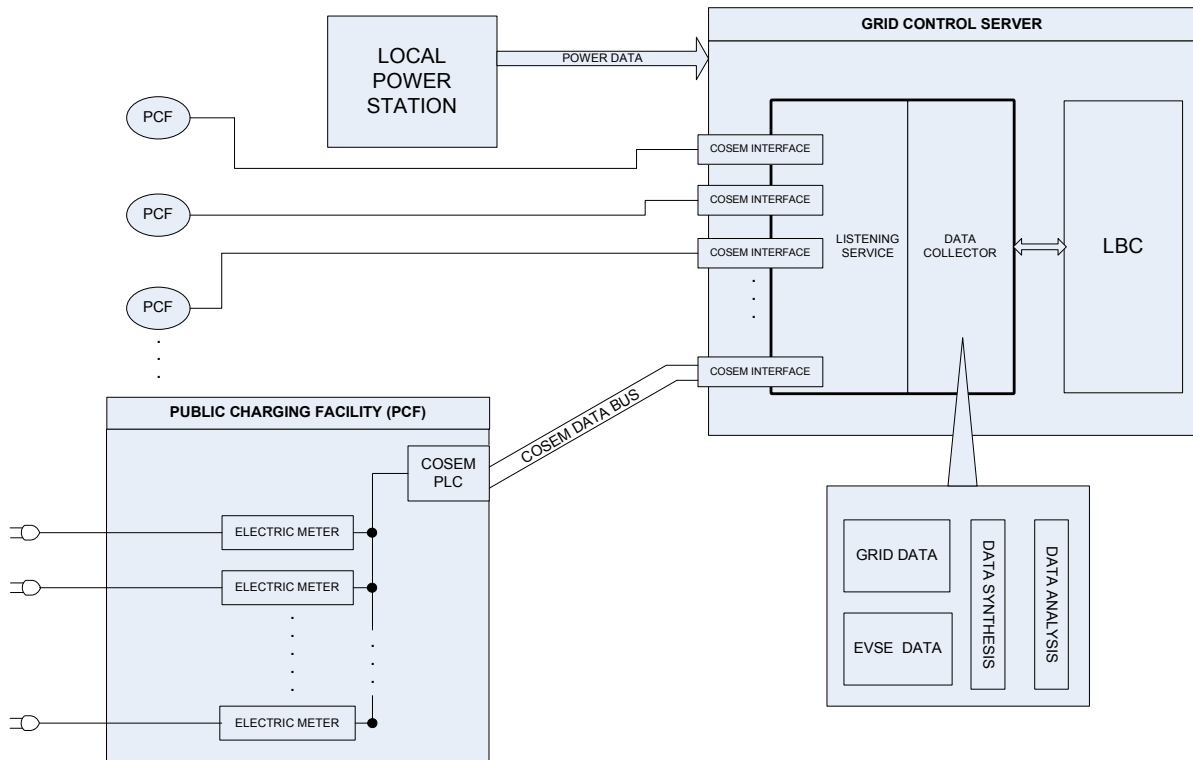 GRID CONTROL SERVER
LOCAL
POWER
STATION
POWER DATA
PCF
COSEM INTERFACE
PCF
COSEM INTERFACE
COSEM INTERFACE
LISTENING
SERVICE
DATA
COLLECTOR
LBC
PCF
COSEM INTERFACE
COSEM DATA BUS
PUBLIC CHARGING FACILITY (PCF)
COSEM
PLC
ELECTRIC METER
ELECTRIC METER
ELECTRIC METER
GRID DATA
EVSE DATA
DATA SYNTHESIS
DATA ANALYSIS